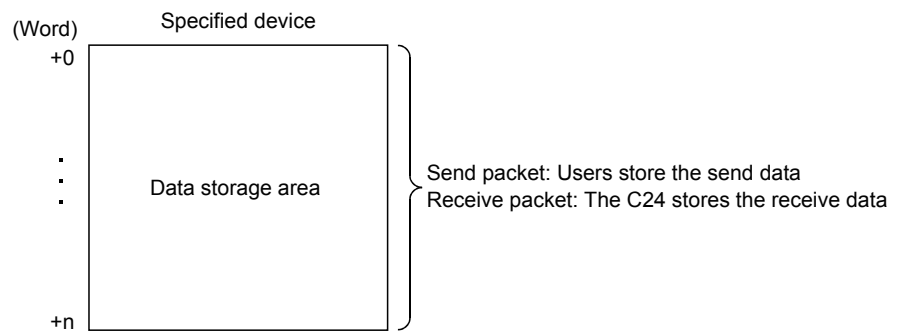 Specified device
(Word)
+0
.
.
.
Data storage area
Send packet: Users store the send data
Receive packet: The C24 stores the receive data
+n